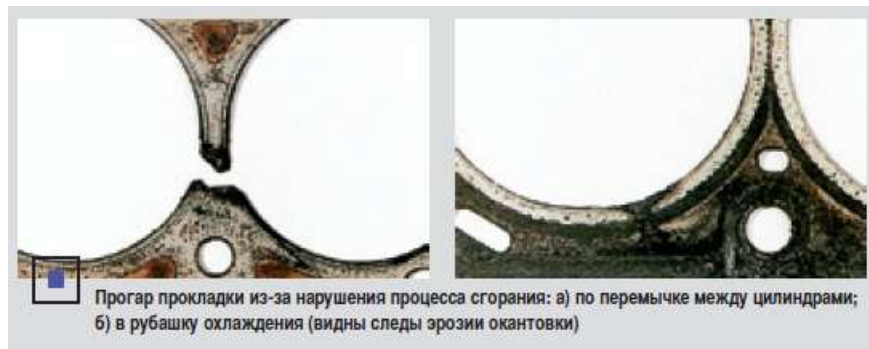 Прогар прокладки из-за нарушения процесса сгорания: а) по перемычке между цилиндрами;
б) в рубашку охлаждения (видны следы эрозии окантовки)